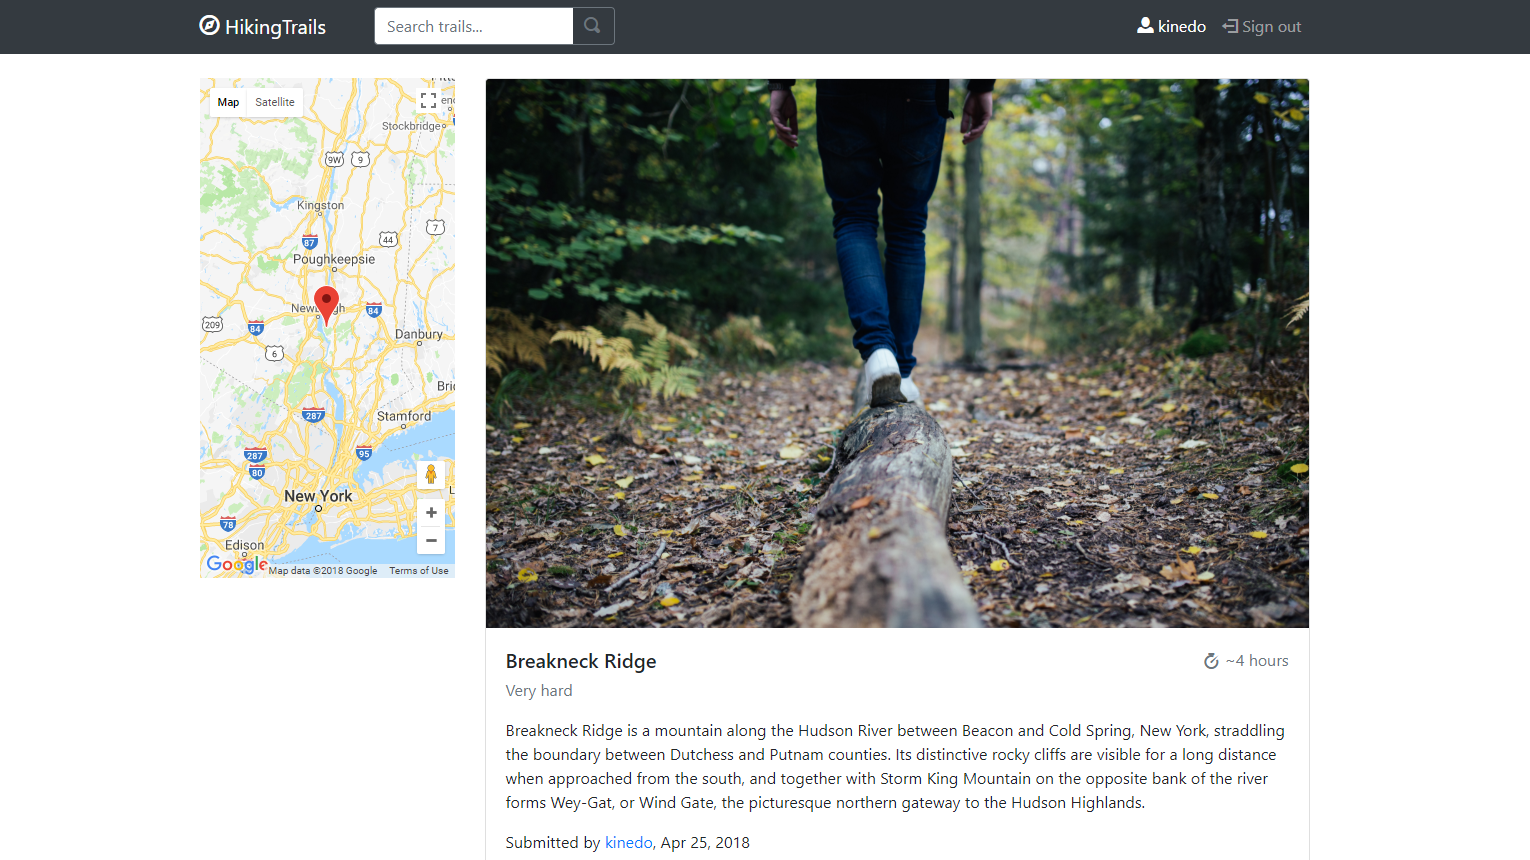 HikingTrails
Search trails...
kinedo
Sign out
Map
Satellite
Stockbridge
9W
9
Kingston
7
44
87
Poughkeepsie
84
209
84
Danbury
6
Stamford
287
287
95
80
New York
78
Edison
Google
Map data ©2018 Google
Terms of Use
Breakneck Ridge
~4 hours
Very hard
Breakneck Ridge is a mountain along the Hudson River between Beacon and Cold Spring, New York, straddling
the boundary between Dutchess and Putnam counties. Its distinctive rocky cliffs are visible for a long distance
when approached from the south, and together with Storm King Mountain on the opposite bank of the river
forms Wey-Gat, or Wind Gate, the picturesque northern gateway to the Hudson Highlands.
Submitted by kinedo, Apr 25, 2018